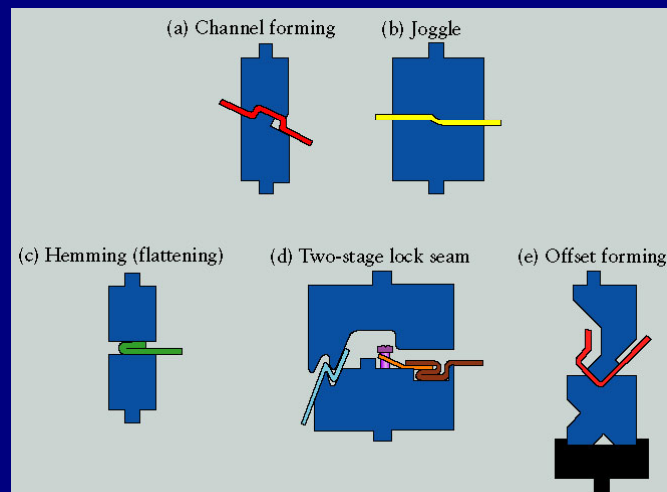 (a) Channel forming
(b) Joggle
(c) Hemming (flattening)
(d) Two-stage lock seam
(e) Offset forming